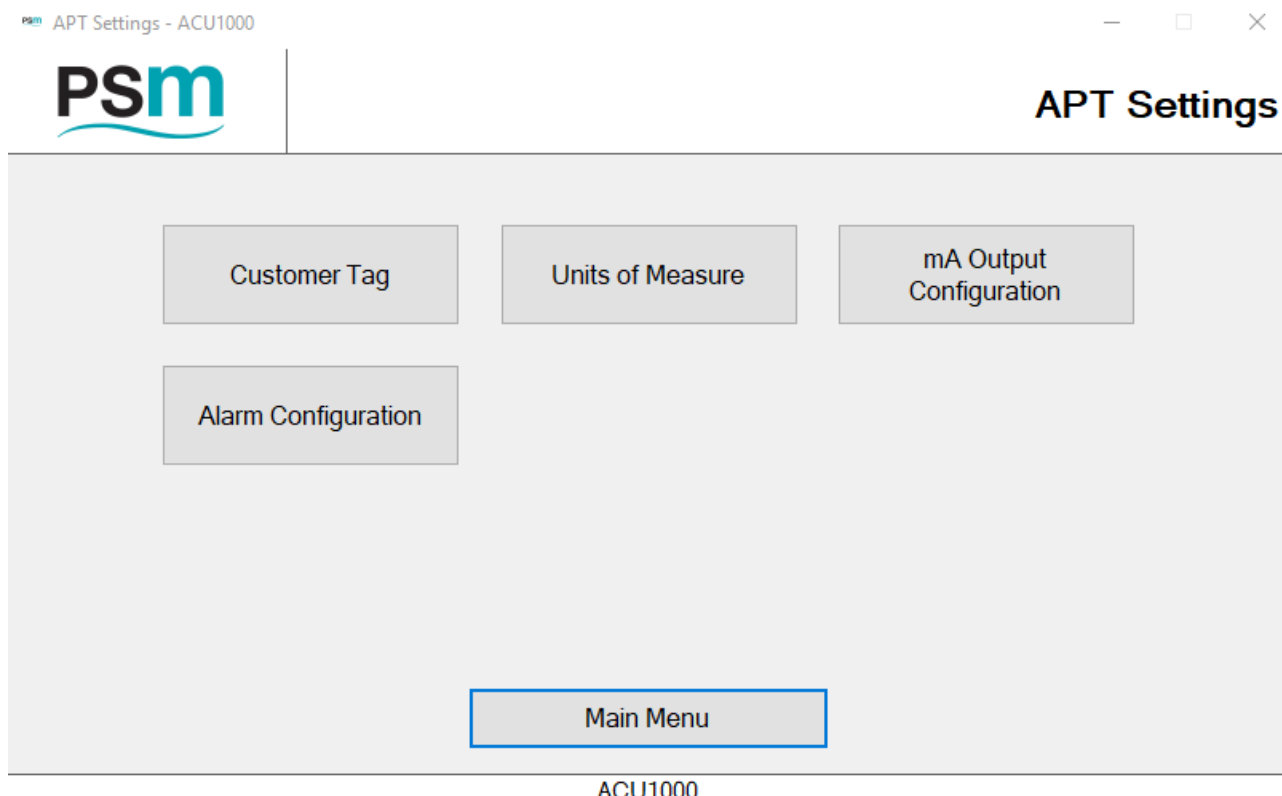 PSM APT Settings - ACU1000
PSm
APT Settings
Customer Tag
Units of Measure
mA Output
Configuration
Alarm Configuration
Main Menu
ACU1000